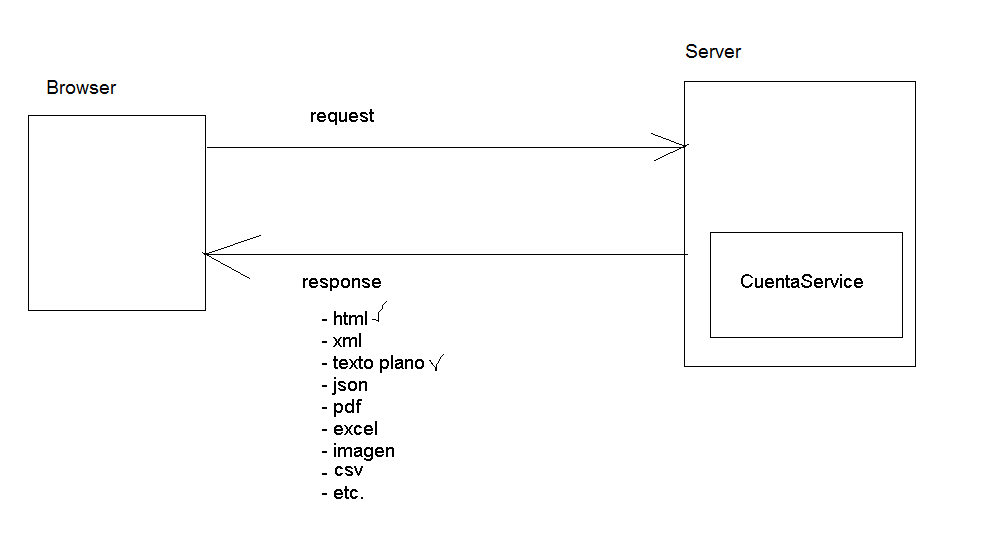 Server
Browser
request
CuentaService
response
- html
- xml
- texto plano
- json
- pdf
- excel
- imagen
- csv
- etc.